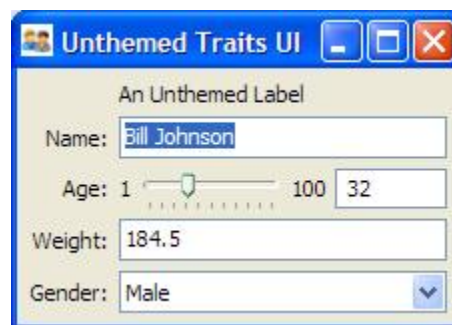 Unthemed Traits UI
An Unthemed Label
Name: Bill Johnson
Age: 1 100 32
Weight: 184.5
Gender: Male